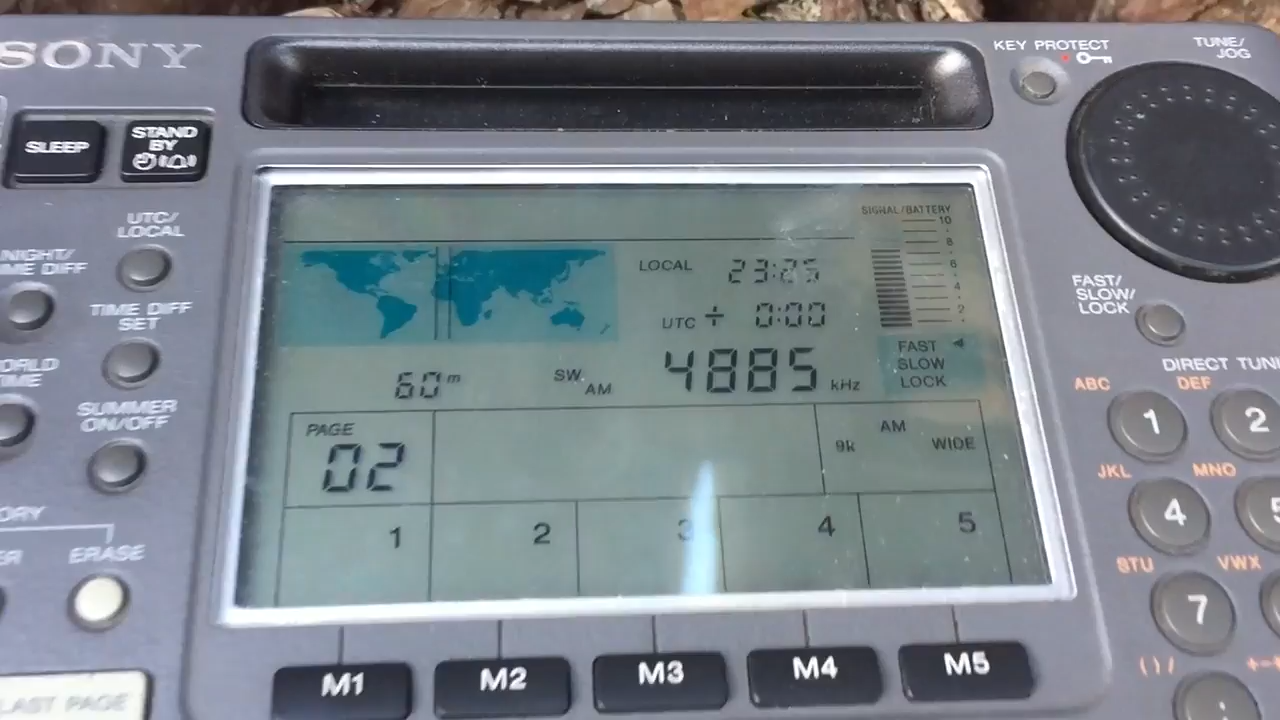 SONY
KEY PROTECT
TUNE/
JOG
SLEEP
STAND
BY
UTC/
LOCAL
TIME DIFF
SET
SUMMER
ON/OFF
ERASE
LAST PAGE
SIGNAL/BATTERY
10
8
6
4
2
LOCAL 23:25
UTC ÷ 0:00
60m SW AM 4885 kHz
FAST
SLOW
LOCK
PAGE
02
9k AM WIDE
1 2 3 4 5
M1 M2 M3 M4 M5
FAST/
SLOW/
LOCK
ABC DEF
1 2
JKL MNO
4 5
STU VWX
7
( ) /